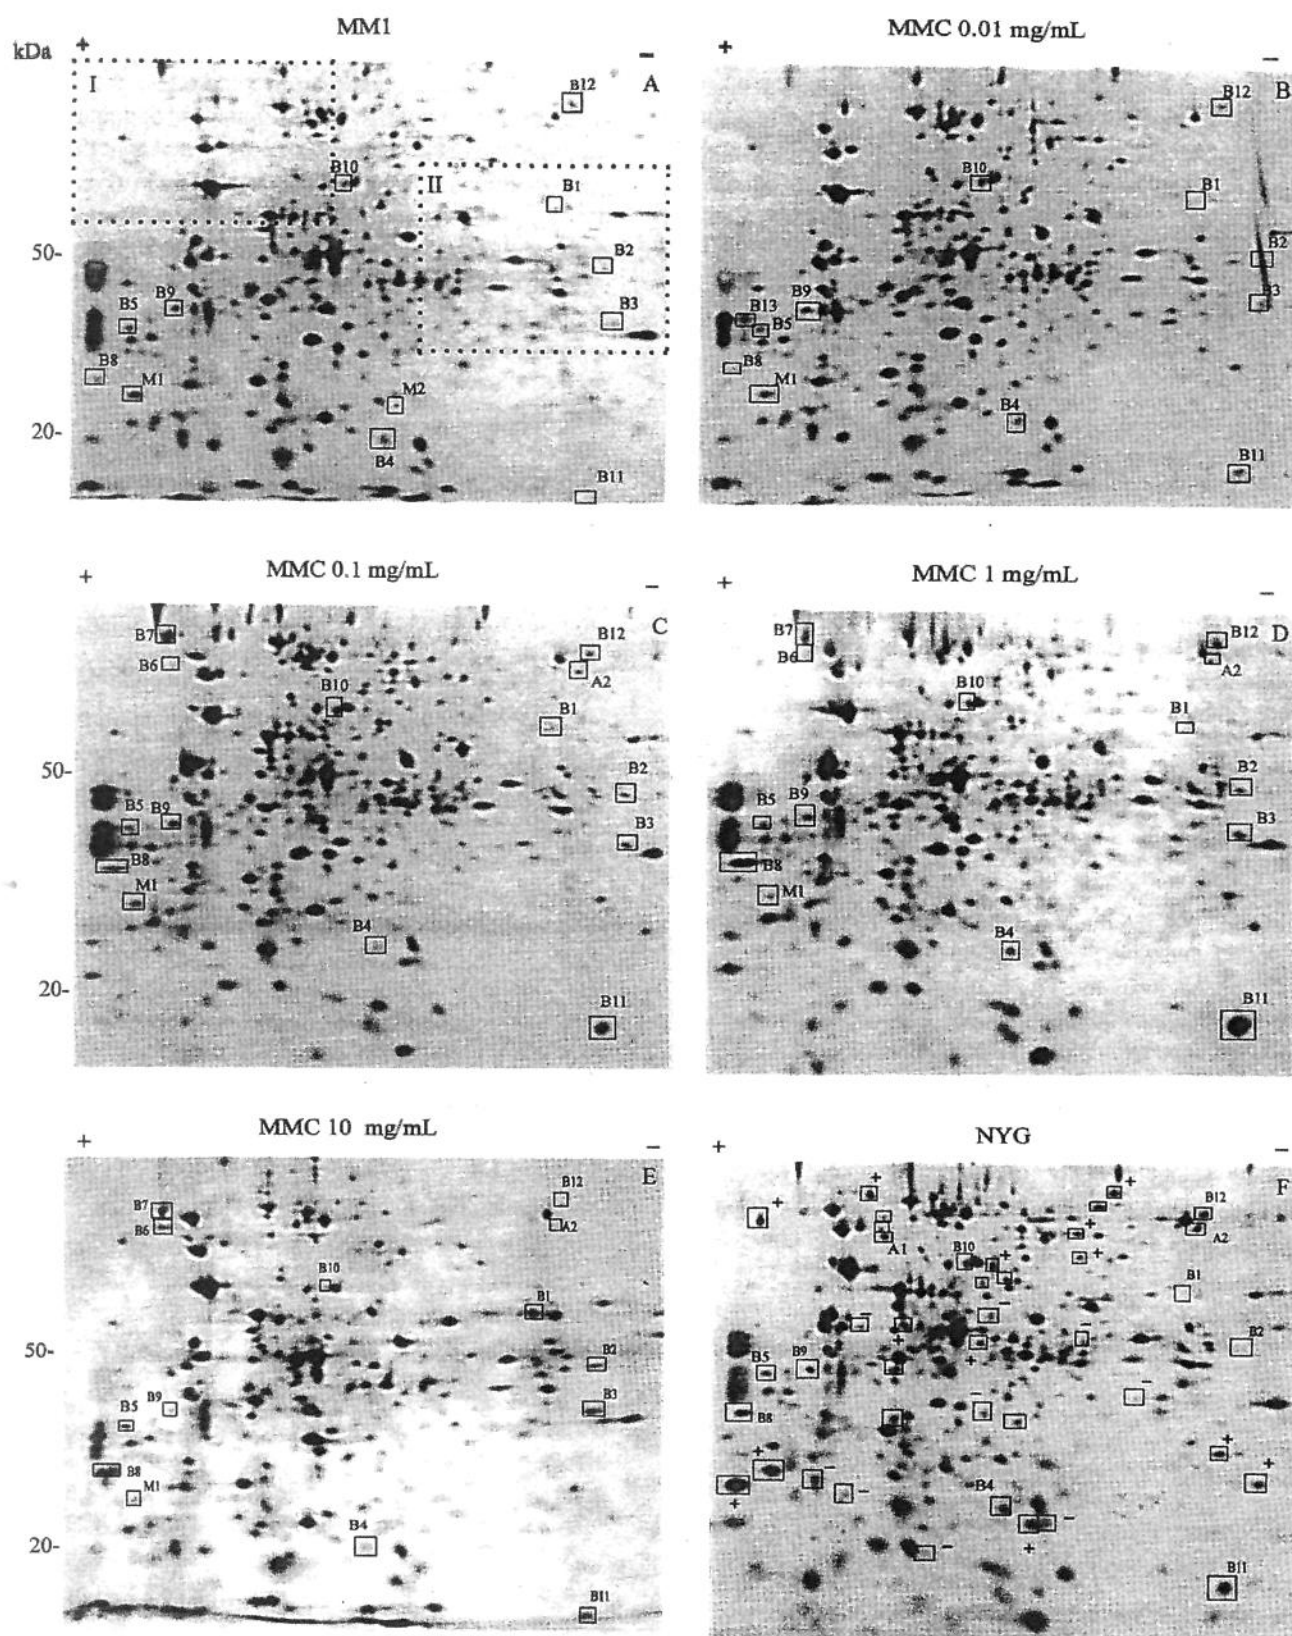 MM1
MMC 0.01 mg/mL
kDa
+
−
+
−
I
A
B12
B
B12
B10
II
B1
B10
B1
50-
B2
B2
B5
B9
B3
B13
B9
B3
B5
B8
M1
M2
B8
M1
20-
B4
B4
B11
B11
MMC 0.1 mg/mL
MMC 1 mg/mL
+
−
+
−
B7
B12
C
B7
B12
D
B6
A2
B6
A2
B10
B1
B10
B1
50-
B2
B2
B5
B9
B3
B5
B9
B3
B8
B8
M1
M1
B4
B4
20-
B11
B11
MMC 10 mg/mL
NYG
+
−
+
−
B7
B12
E
+
+
B12
F
B6
A2
+
A1
+
A2
B10
B10
+
+
B1
B1
−
−
−
50-
B2
+
+
B2
B9
B3
B5
B9
−
B5
B8
−
B8
M1
+
−
+
+
−
B4
B4
20-
+
−
+
−
B11
B11